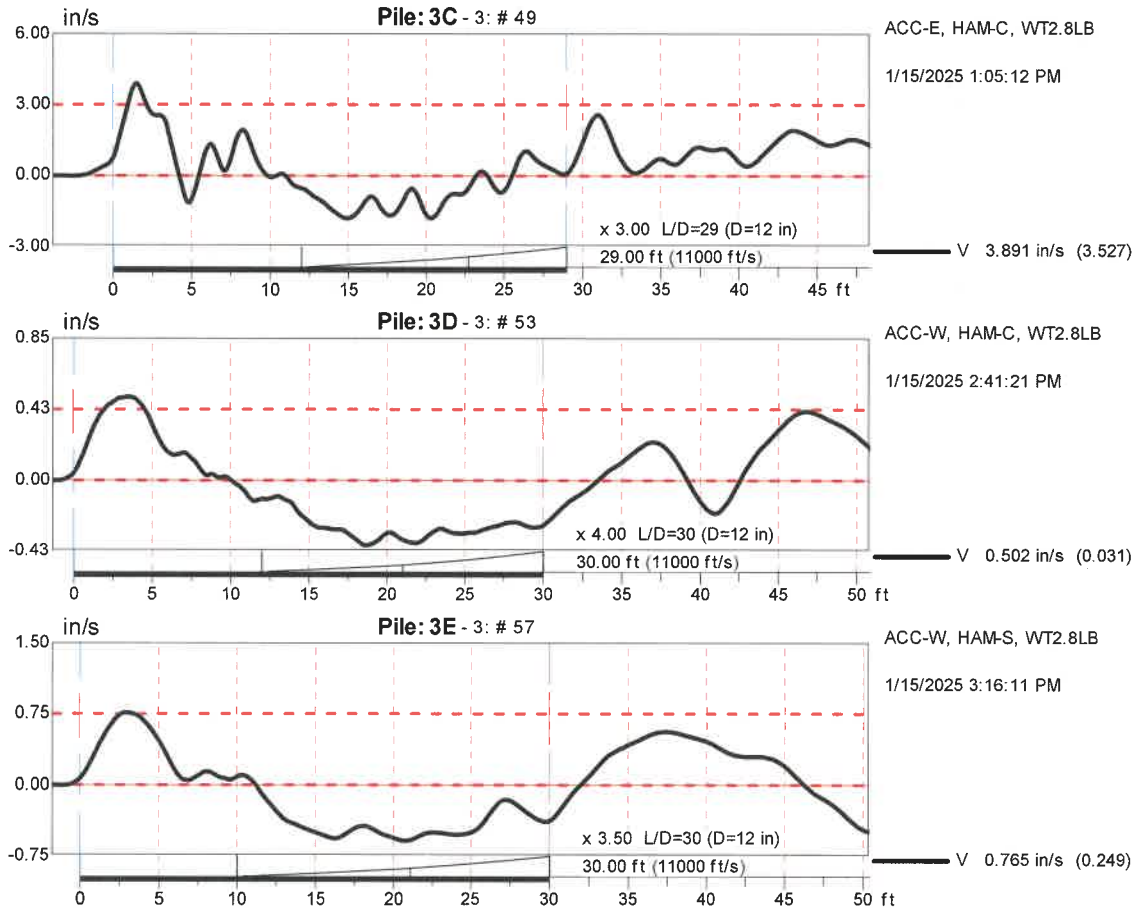 in/s
Pile: 3C - 3: # 49
6.00
3.00
0.00
-3.00
ACC-E, HAM-C, WT2.8LB
1/15/2025 1:05:12 PM
x 3.00 L/D=29 (D=12 in)
29.00 ft (11000 ft/s)
V 3.891 in/s (3.527)
0 5 10 15 20 25 30 35 40 45 ft
in/s
Pile: 3D - 3: # 53
0.85
0.43
0.00
-0.43
ACC-W, HAM-C, WT2.8LB
1/15/2025 2:41:21 PM
x 4.00 L/D=30 (D=12 in)
30.00 ft (11000 ft/s)
V 0.502 in/s (0.031)
0 5 10 15 20 25 30 35 40 45 50 ft
in/s
Pile: 3E - 3: # 57
1.50
0.75
0.00
-0.75
ACC-W, HAM-S, WT2.8LB
1/15/2025 3:16:11 PM
x 3.50 L/D=30 (D=12 in)
30.00 ft (11000 ft/s)
V 0.765 in/s (0.249)
0 5 10 15 20 25 30 35 40 45 50 ft